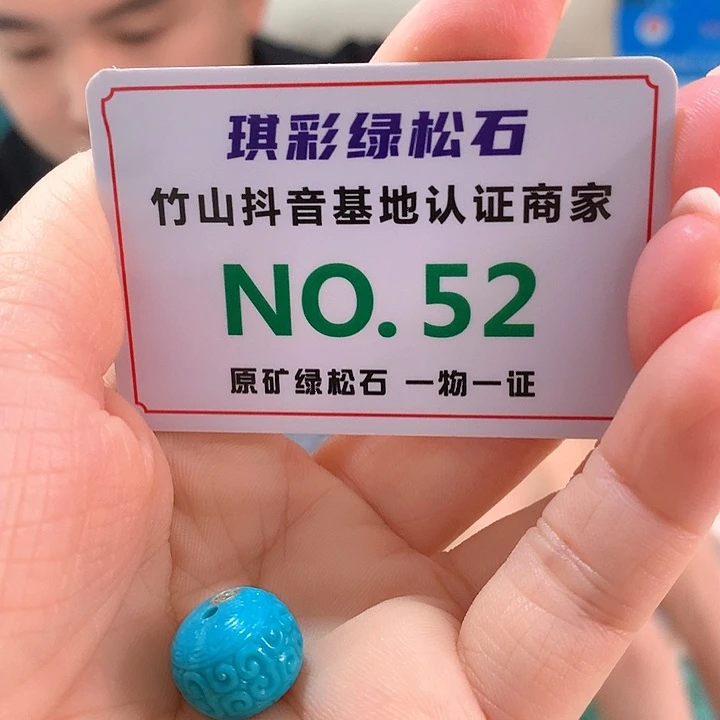 琪彩绿松石
竹山抖音基地认证商家
NO. 52
原矿绿松石 一物一证